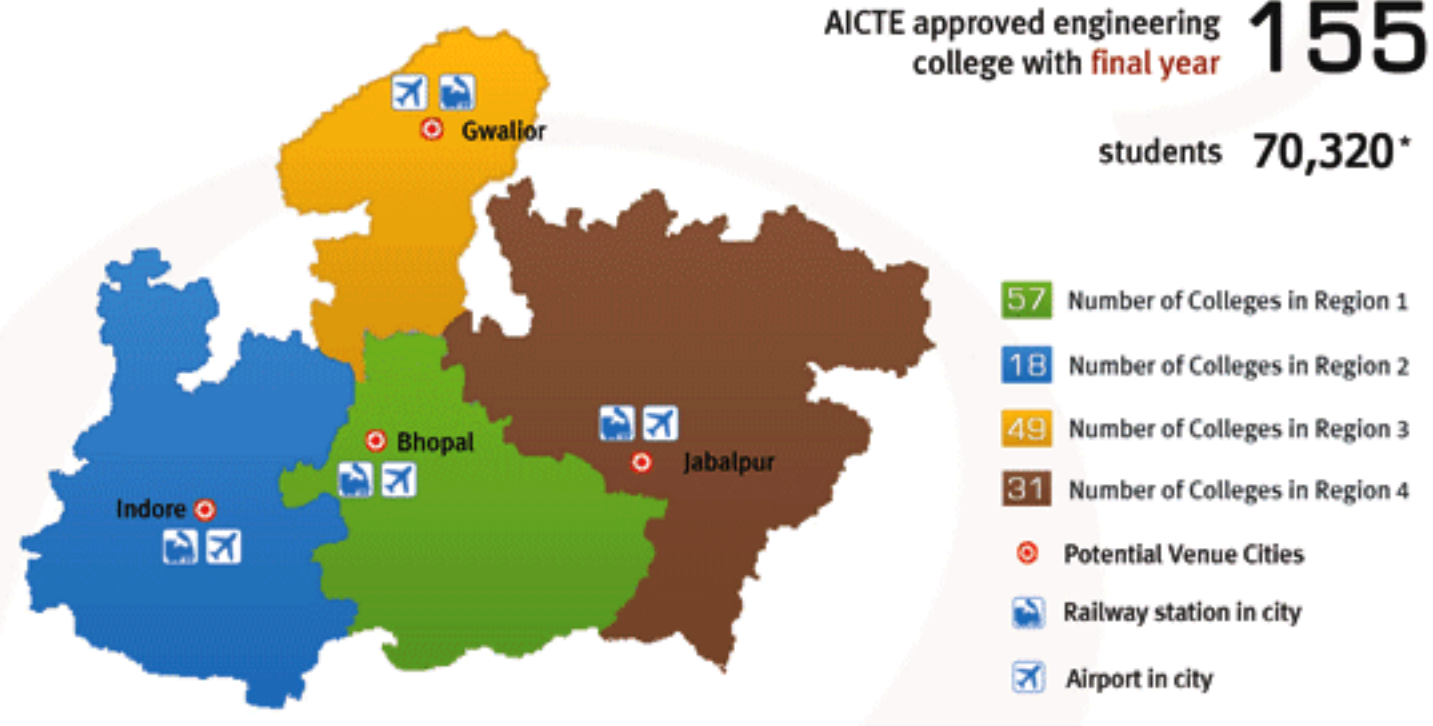 AICTE approved engineering
college with final year
155
students 70,320*
Gwalior
Bhopal
Jabalpur
Indore
57 Number of Colleges in Region 1
18 Number of Colleges in Region 2
49 Number of Colleges in Region 3
31 Number of Colleges in Region 4
Potential Venue Cities
Railway station in city
Airport in city